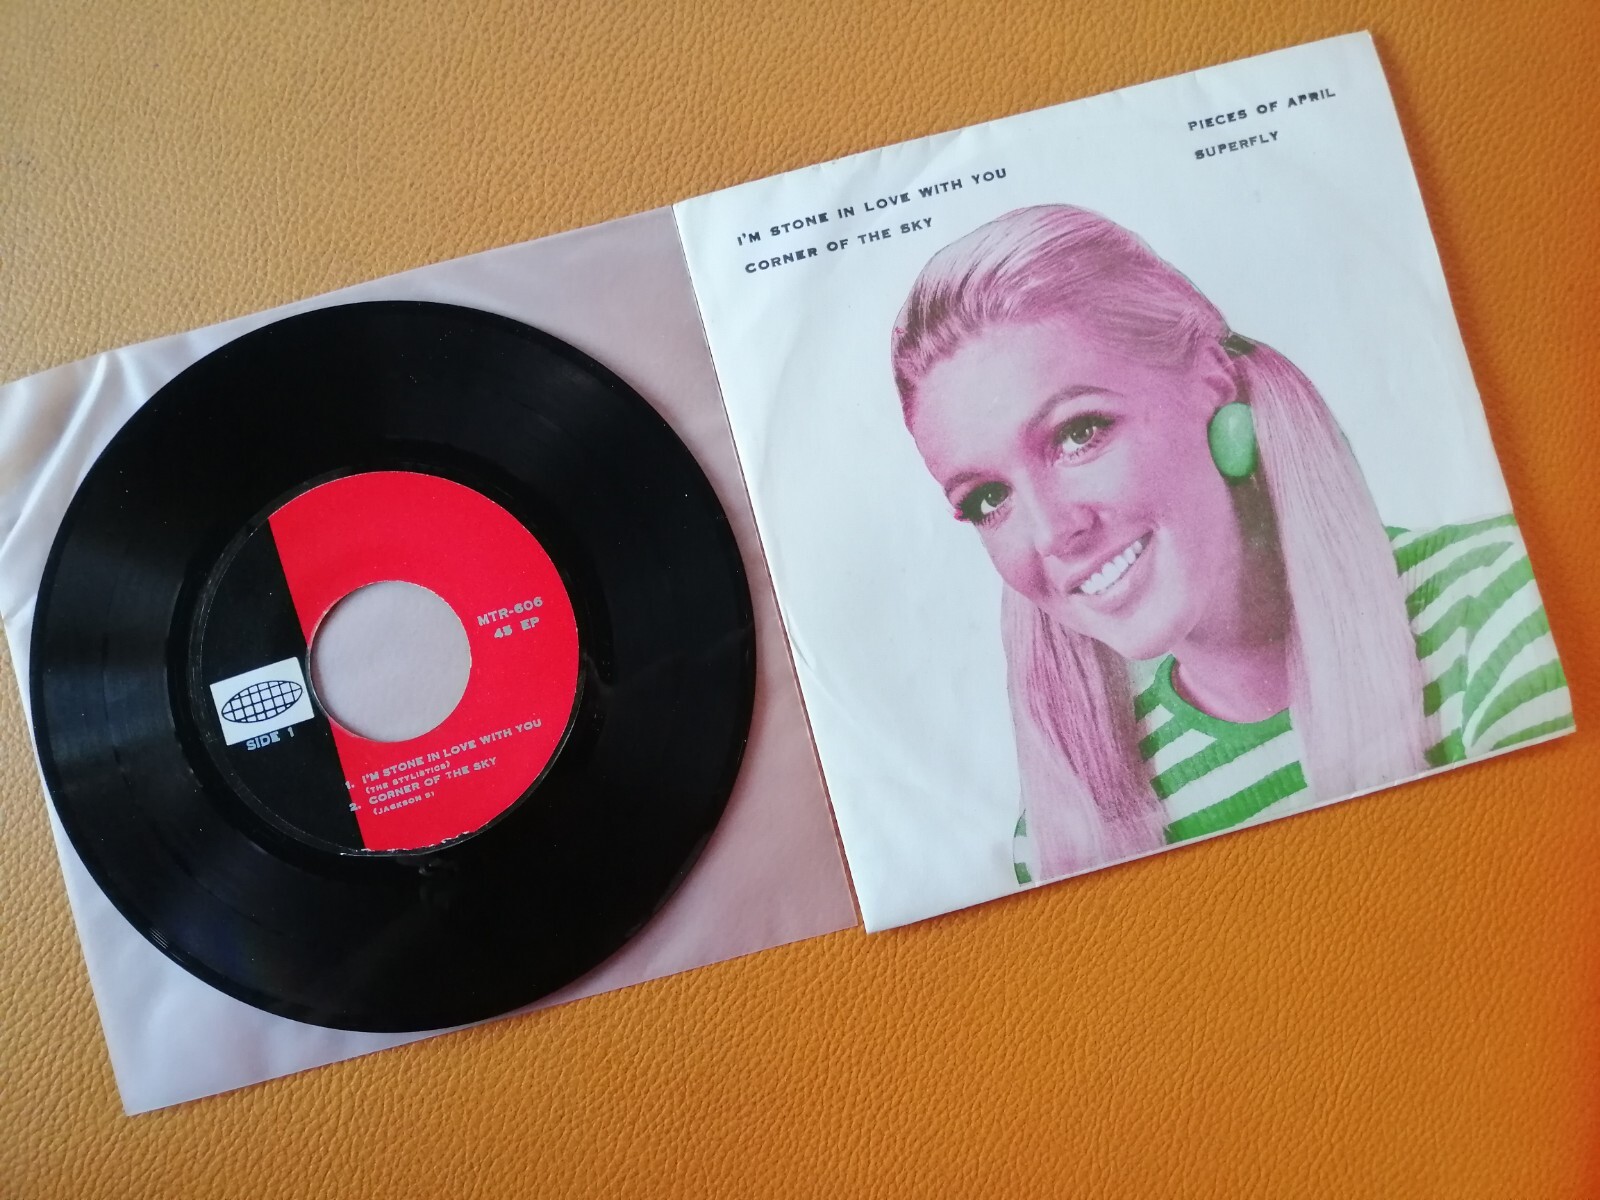 MTR-606
45 EP
SIDE 1
1. I'M STONE IN LOVE WITH YOU
(THE STYLISTICS)
2. CORNER OF THE SKY
(JACKSON 5)
I'M STONE IN LOVE WITH YOU
CORNER OF THE SKY
PIECES OF APRIL
SUPERFLY